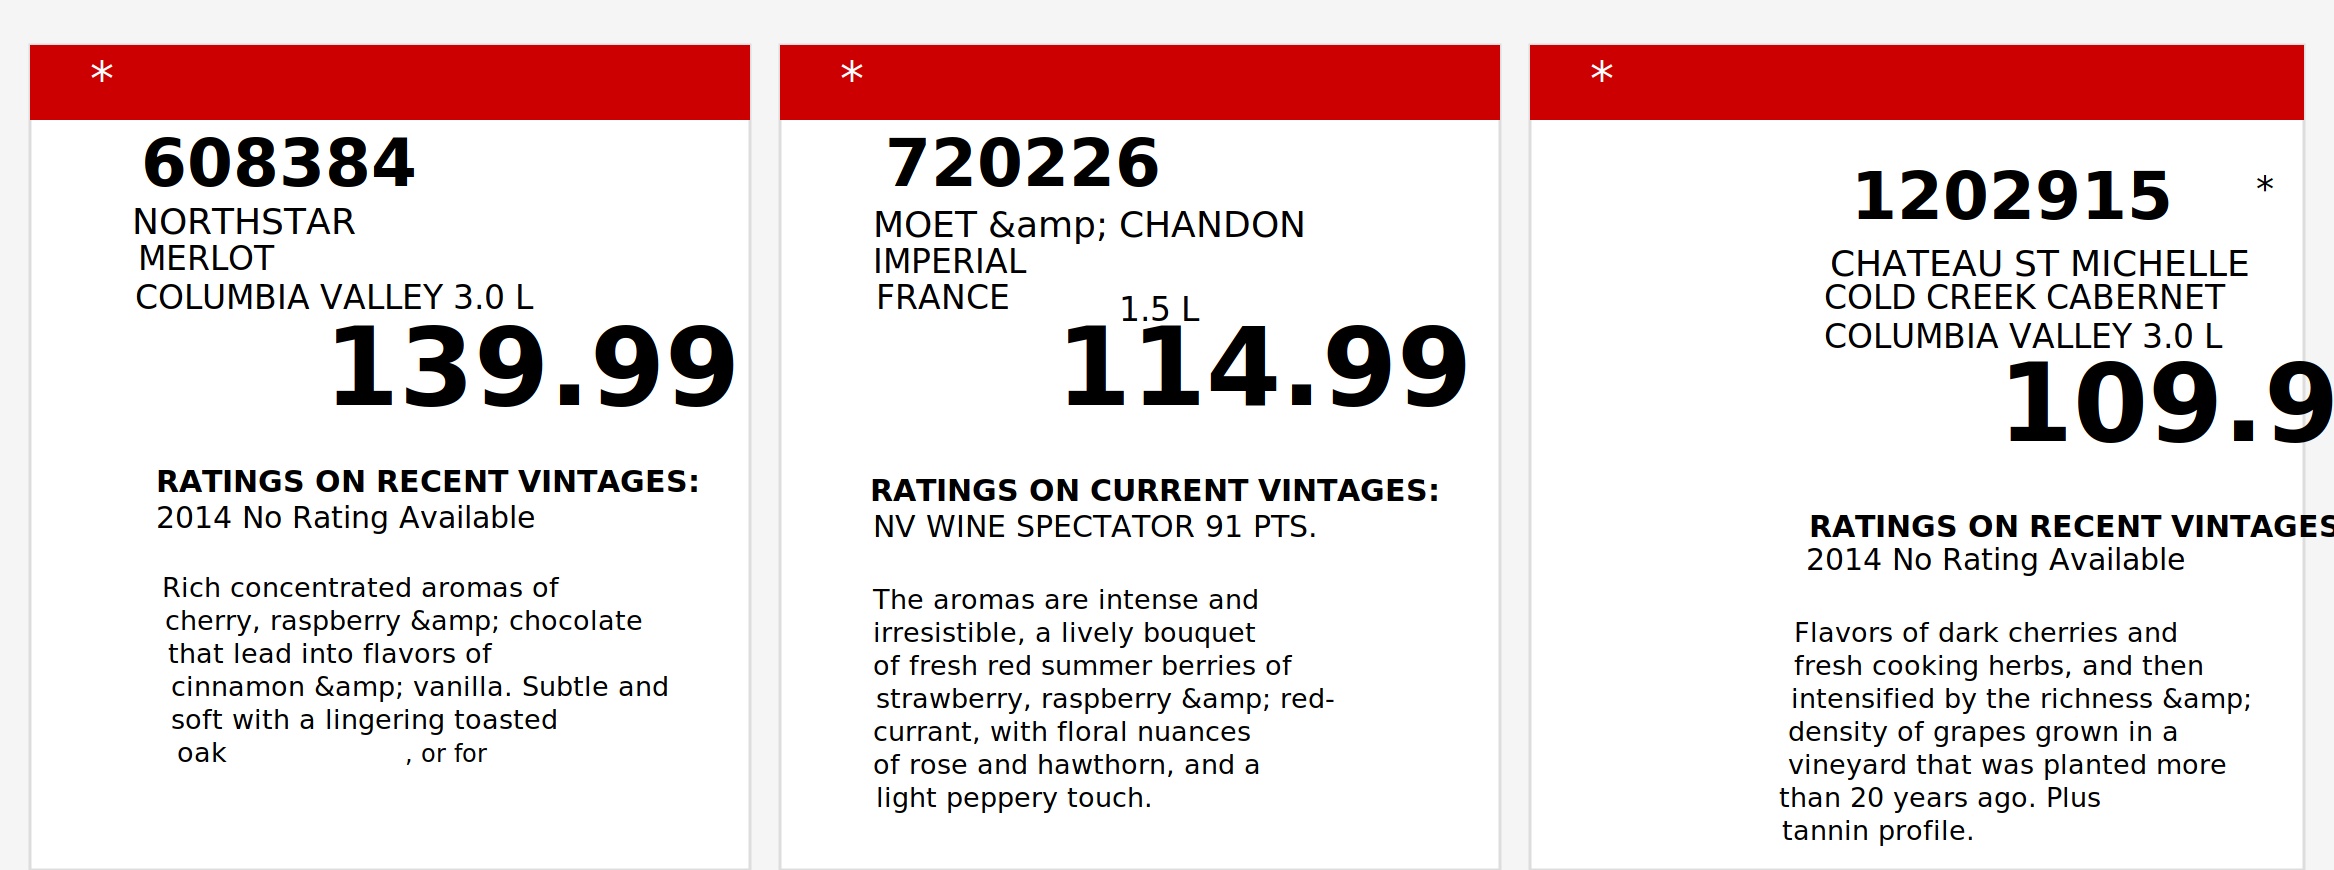 *
608384
NORTHSTAR
MERLOT
COLUMBIA VALLEY 3.0 L
139.99
RATINGS ON RECENT VINTAGES:
2014 No Rating Available
Rich concentrated aromas of
cherry, raspberry &amp; chocolate
that lead into flavors of
cinnamon &amp; vanilla. Subtle and
soft with a lingering toasted
oak , or for
*
720226
MOET &amp; CHANDON
IMPERIAL
FRANCE 1.5 L
114.99
RATINGS ON CURRENT VINTAGES:
NV WINE SPECTATOR 91 PTS.
The aromas are intense and
irresistible, a lively bouquet
of fresh red summer berries of
strawberry, raspberry &amp; red-
currant, with floral nuances
of rose and hawthorn, and a
light peppery touch.
*
1202915 *
CHATEAU ST MICHELLE
COLD CREEK CABERNET
COLUMBIA VALLEY 3.0 L
109.9
RATINGS ON RECENT VINTAGES
2014 No Rating Available
Flavors of dark cherries and
fresh cooking herbs, and then
intensified by the richness &amp;
density of grapes grown in a
vineyard that was planted more
than 20 years ago. Plus
tannin profile.